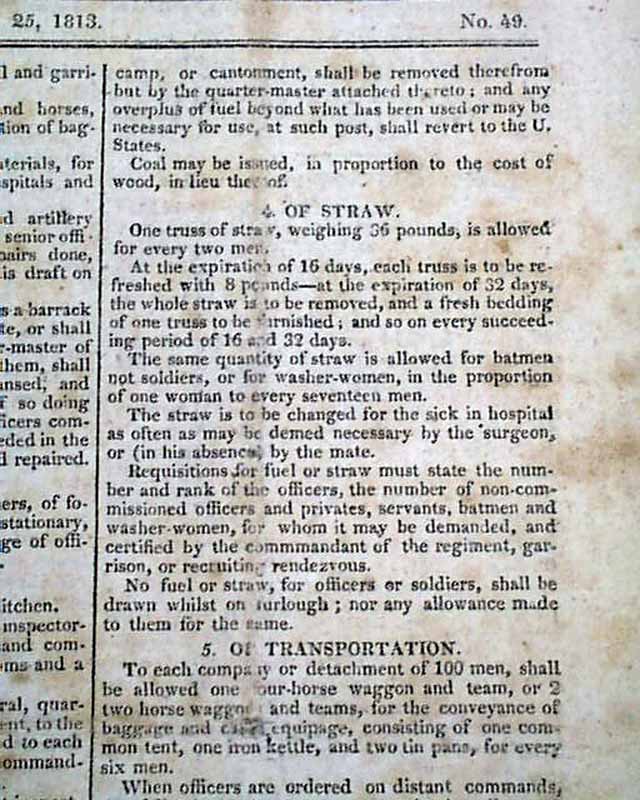 25, 1813.
No. 49.
l and garri-
nd horses,
ion of bag-
terials, for
spitals and
d artillery
senior offi-
pairs done,
is draft on
s a barrack
te, or shall
r-master of
them, shall
ansed; and
f so doing
icers com-
eded in the
d repaired.
ers, of fo-
stationary,
ge of offi-
itchen.
inspector-
and com-
oms and a
ral, quar-
ent, to the
d to each
ommand-
camp, or cantonment, shall be removed therefrom
but by the quarter-master attached thereto; and any
overplus of fuel beyond what has been used or may be
necessary for use, at such post, shall revert to the U.
States.
Coal may be issued, in proportion to the cost of
wood, in lieu thereof.
4. OF STRAW.
One truss of straw, weighing 36 pounds, is allowed
for every two men.
At the expiration of 16 days, each truss is to be re-
freshed with 8 pounds—at the expiration of 32 days,
the whole straw is to be removed, and a fresh bedding
of one truss to be furnished; and so on every succeed-
ing period of 16 and 32 days.
The same quantity of straw is allowed for batmen
not soldiers, or for washer-women, in the proportion
of one woman to every seventeen men.
The straw is to be changed for the sick in hospital
as often as may be demed necessary by the surgeon,
or (in his absence) by the mate.
Requisitions for fuel or straw must state the num-
ber and rank of the officers, the number of non-com-
missioned officers and privates, servants, batmen and
washer-women, for whom it may be demanded, and
certified by the commmandant of the regiment, gar-
rison, or recruiting rendezvous.
No fuel or straw, for officers or soldiers, shall be
drawn whilst on furlough; nor any allowance made
to them for the same.
5. OF TRANSPORTATION.
To each company or detachment of 100 men, shall
be allowed one four-horse waggon and team, or 2
two horse waggons and teams, for the conveyance of
baggage and camp equipage, consisting of one com-
mon tent, one iron kettle, and two tin pans, for every
six men.
When officers are ordered on distant commands,